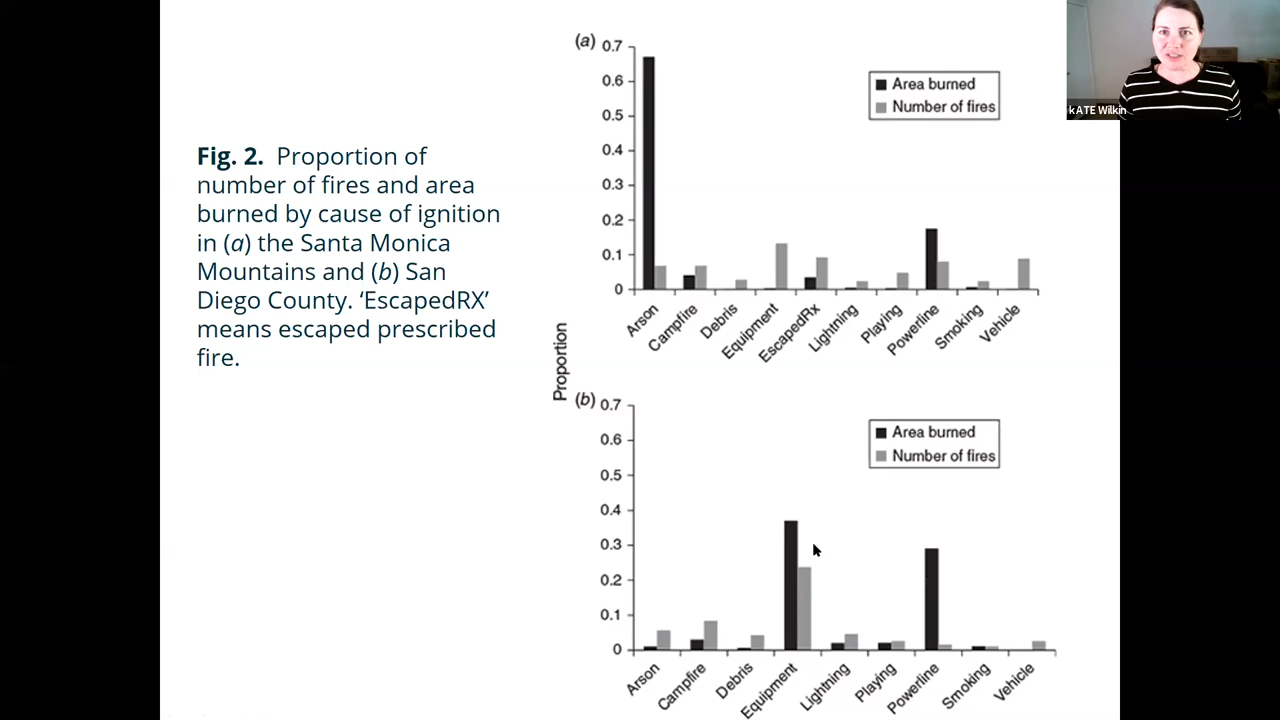 Fig. 2. Proportion of
number of fires and area
burned by cause of ignition
in (a) the Santa Monica
Mountains and (b) San
Diego County. ‘EscapedRX’
means escaped prescribed
fire.
Proportion
(a)
0.7
0.6
0.5
0.4
0.3
0.2
0.1
0
Area burned
Number of fires
Arson
Campfire
Debris
Equipment
EscapedRx
Lightning
Playing
Powerline
Smoking
Vehicle
(b)
0.7
0.6
0.5
0.4
0.3
0.2
0.1
0
Area burned
Number of fires
Arson
Campfire
Debris
Equipment
Lightning
Playing
Powerline
Smoking
Vehicle
kATE Wilkin